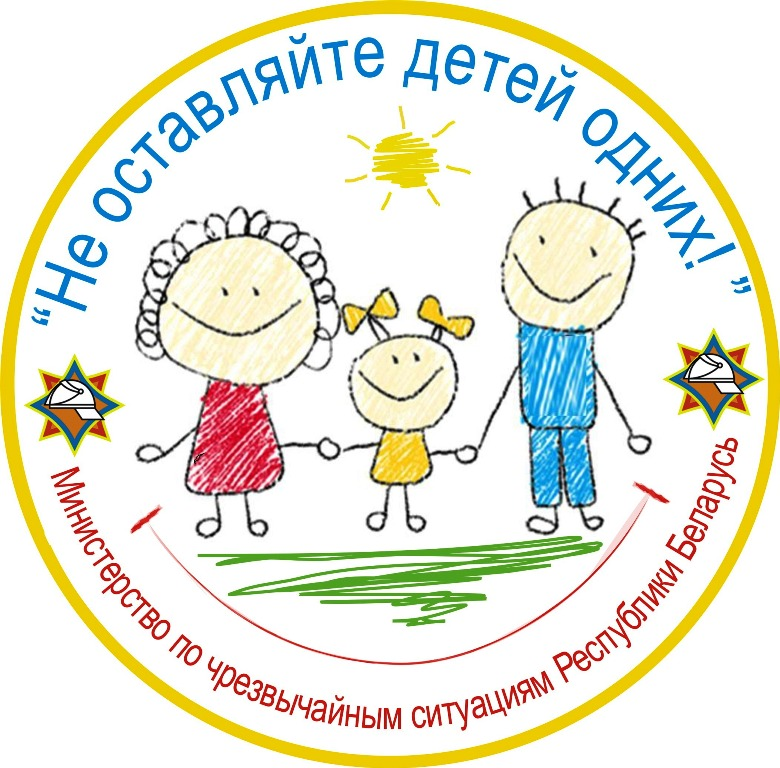 “Не оставляйте детей одних! ”
Министерство по чрезвычайным ситуациям Республики Беларусь